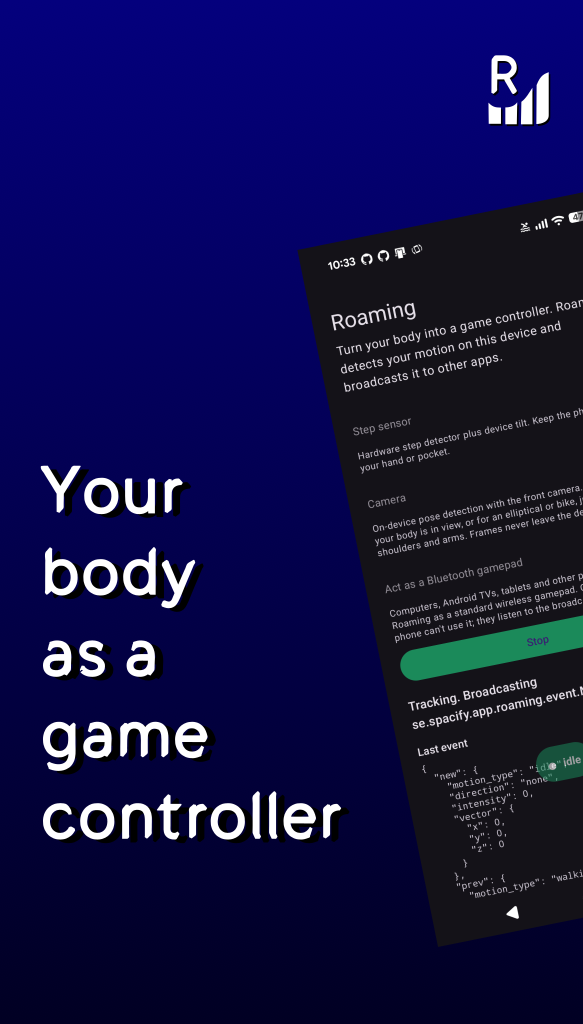 R
10:33
47
Roaming
Turn your body into a game controller. Roam
detects your motion on this device and
broadcasts it to other apps.
Step sensor
Hardware step detector plus device tilt. Keep the ph
your hand or pocket.
Camera
On-device pose detection with the front camera.
your body is in view, or for an elliptical or bike, j
shoulders and arms. Frames never leave the de
Act as a Bluetooth gamepad
Computers, Android TVs, tablets and other p
Roaming as a standard wireless gamepad. 
phone can't use it; they listen to the broadc
Stop
Tracking. Broadcasting
se.spacify.app.roaming.event.
Last event
{
"new": {
"motion_type": "idle",
idle
"direction": "none",
"intensity": 0,
"vector": {
"x": 0,
"y": 0,
"z": 0
}
},
"prev": {
"motion_type": "walki
Your
body
as a
game
controller